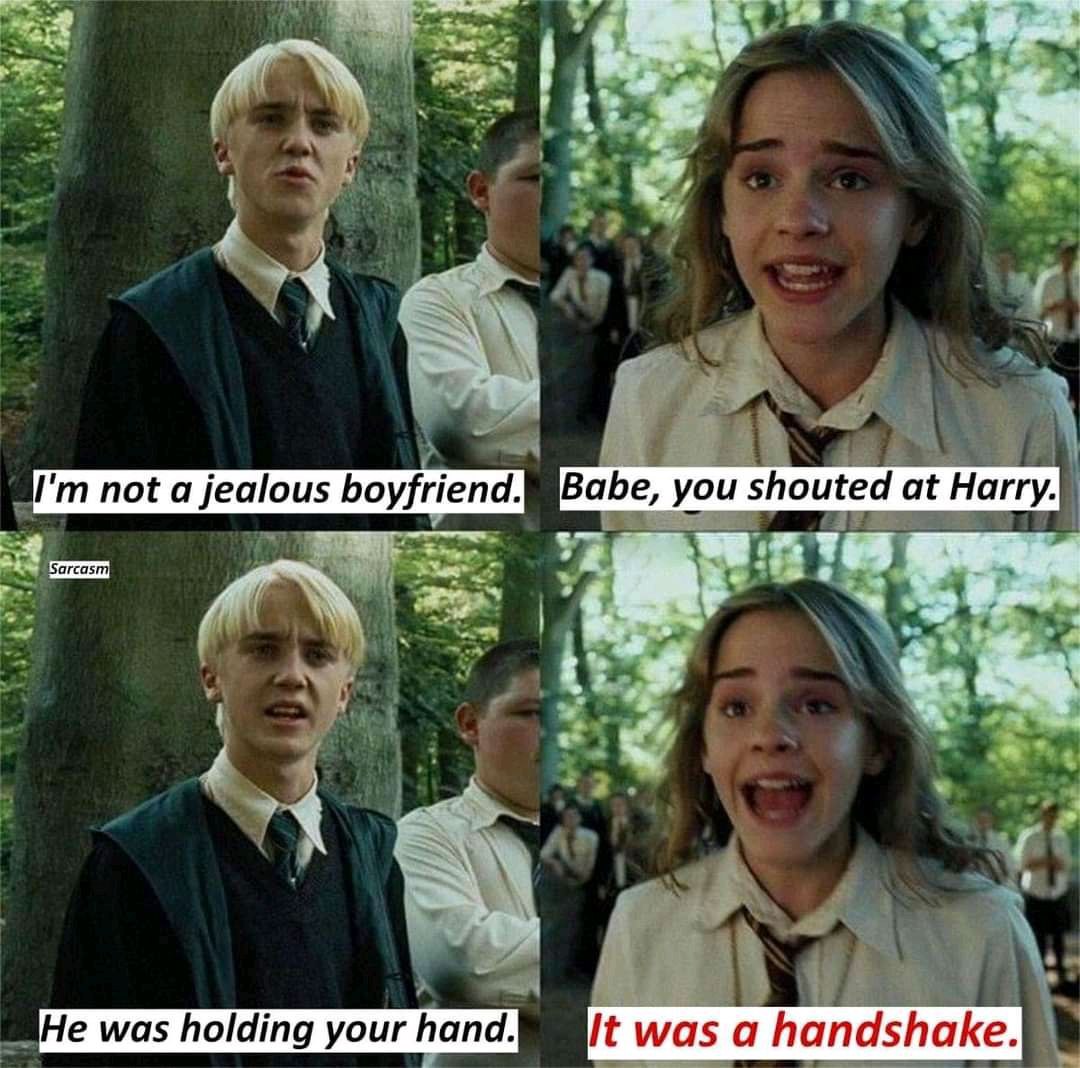 I'm not a jealous boyfriend.
Babe, you shouted at Harry.
Sarcasm
He was holding your hand.
It was a handshake.